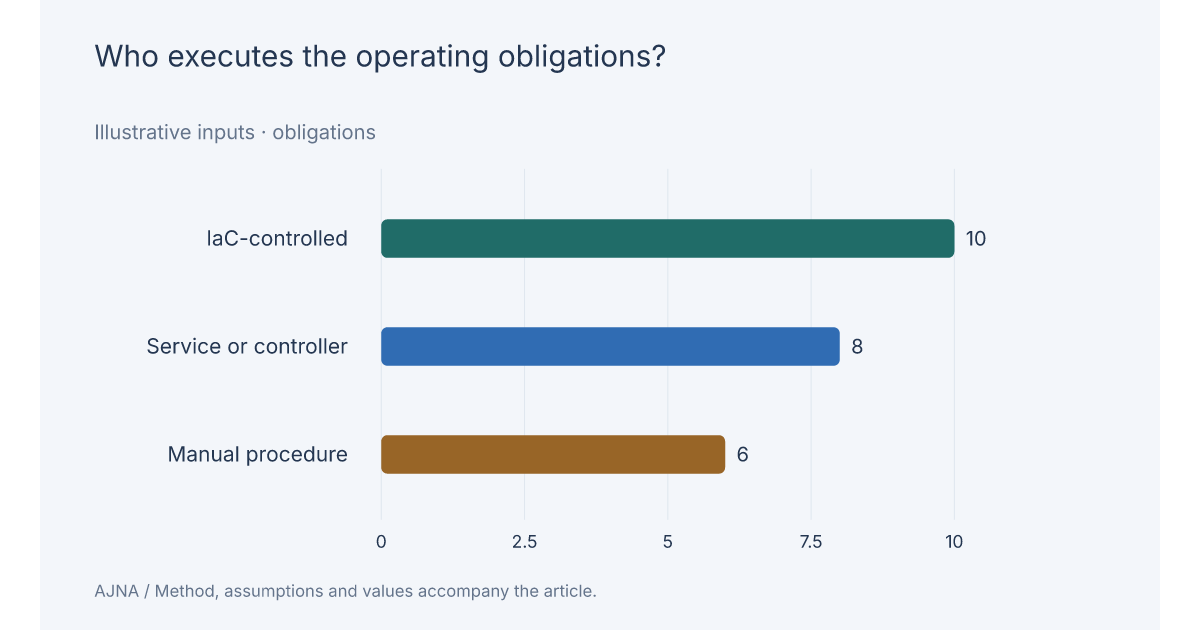 Who executes the operating obligations?
Illustrative inputs · obligations
IaC-controlled 10
Service or controller 8
Manual procedure 6
0 2.5 5 7.5 10
AJNA / Method, assumptions and values accompany the article.